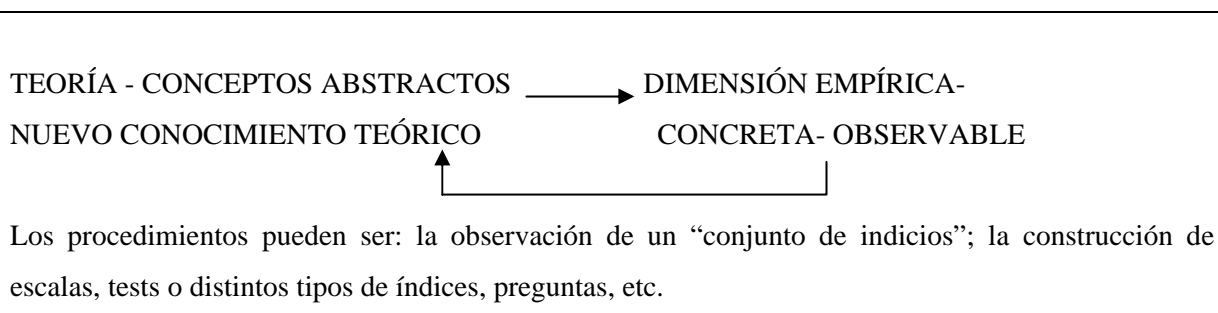 TEORÍA - CONCEPTOS ABSTRACTOS DIMENSIÓN EMPÍRICA-
NUEVO CONOCIMIENTO TEÓRICO CONCRETA- OBSERVABLE
Los procedimientos pueden ser: la observación de un “conjunto de indicios”; la construcción de
escalas, tests o distintos tipos de índices, preguntas, etc.